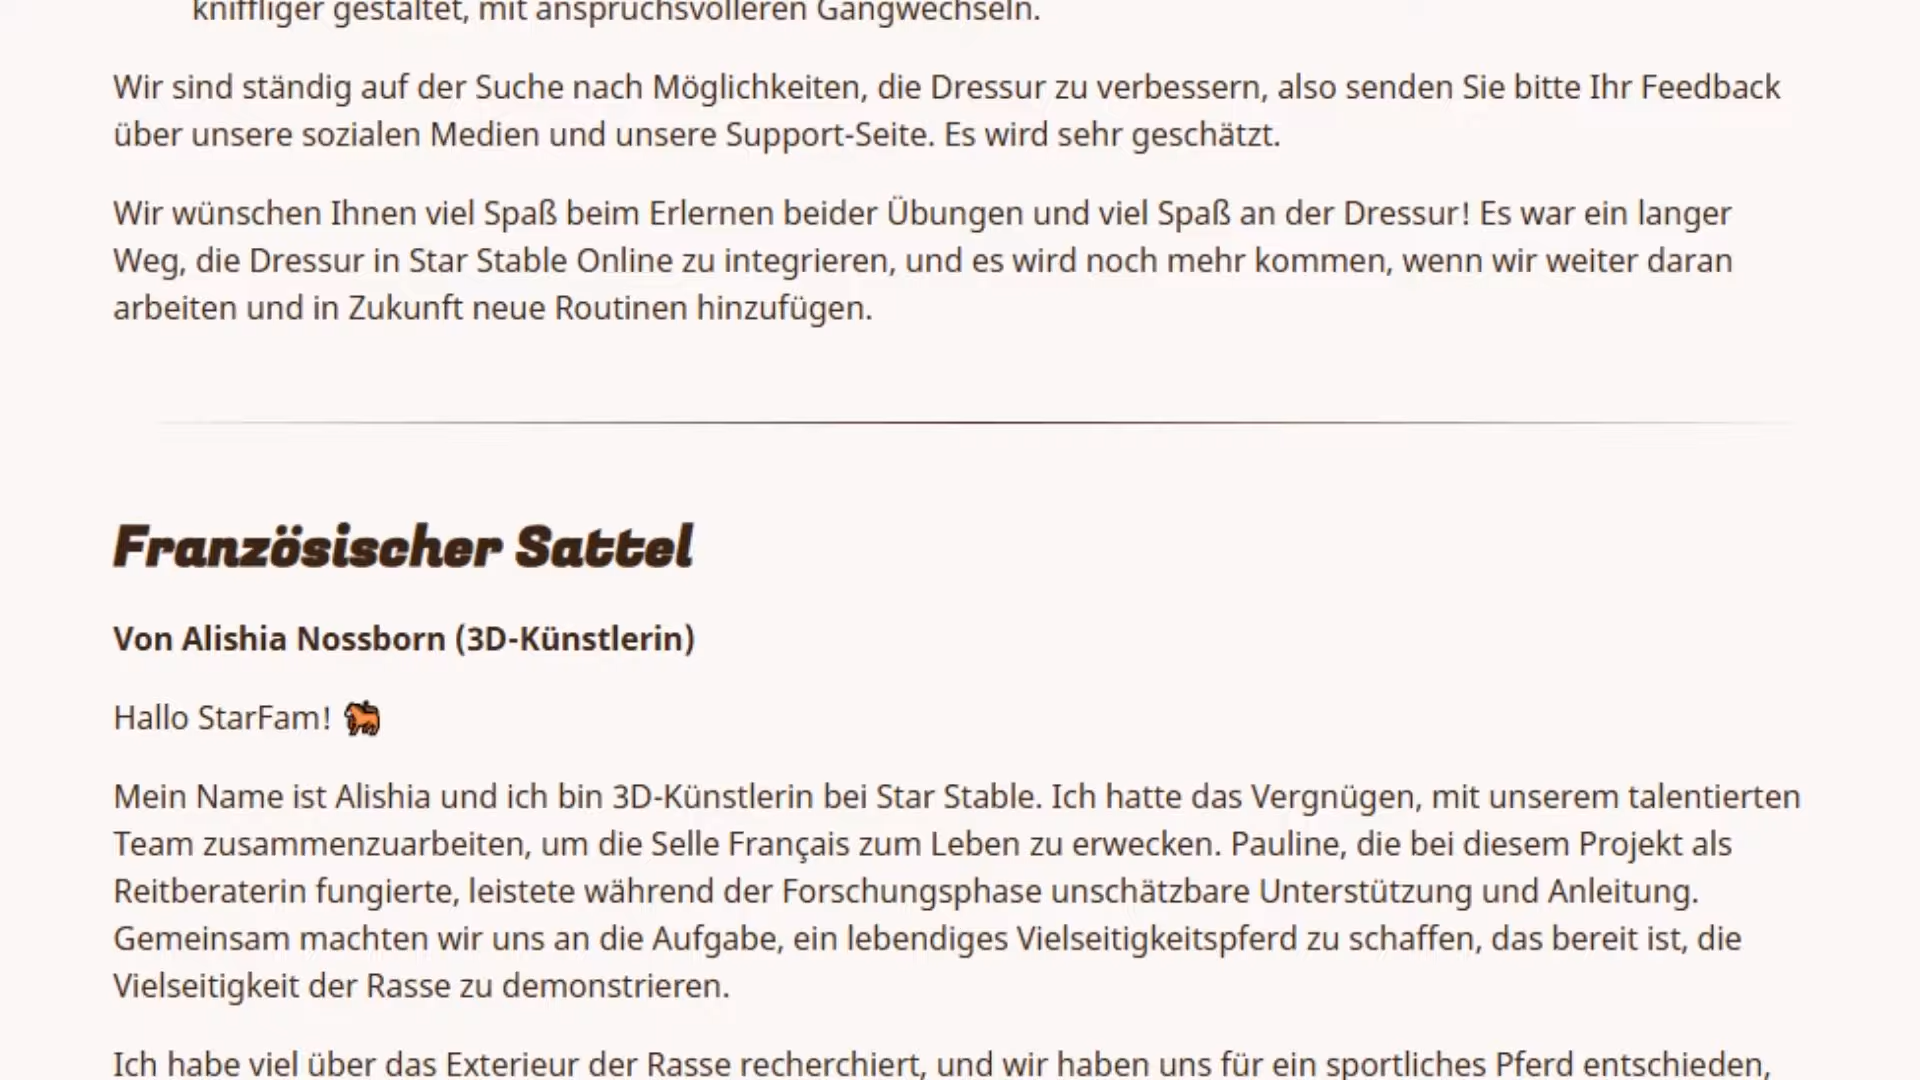 kniffliger gestaltet, mit anspruchsvolleren Gangwechseln.
Wir sind ständig auf der Suche nach Möglichkeiten, die Dressur zu verbessern, also senden Sie bitte Ihr Feedback
über unsere sozialen Medien und unsere Support-Seite. Es wird sehr geschätzt.
Wir wünschen Ihnen viel Spaß beim Erlernen beider Übungen und viel Spaß an der Dressur! Es war ein langer
Weg, die Dressur in Star Stable Online zu integrieren, und es wird noch mehr kommen, wenn wir weiter daran
arbeiten und in Zukunft neue Routinen hinzufügen.
Französischer Sattel
Von Alishia Nossborn (3D-Künstlerin)
Hallo StarFam! 🐎
Mein Name ist Alishia und ich bin 3D-Künstlerin bei Star Stable. Ich hatte das Vergnügen, mit unserem talentierten
Team zusammenzuarbeiten, um die Selle Français zum Leben zu erwecken. Pauline, die bei diesem Projekt als
Reitberaterin fungierte, leistete während der Forschungsphase unschätzbare Unterstützung und Anleitung.
Gemeinsam machten wir uns an die Aufgabe, ein lebendiges Vielseitigkeitspferd zu schaffen, das bereit ist, die
Vielseitigkeit der Rasse zu demonstrieren.
Ich habe viel über das Exterieur der Rasse recherchiert, und wir haben uns für ein sportliches Pferd entschieden,